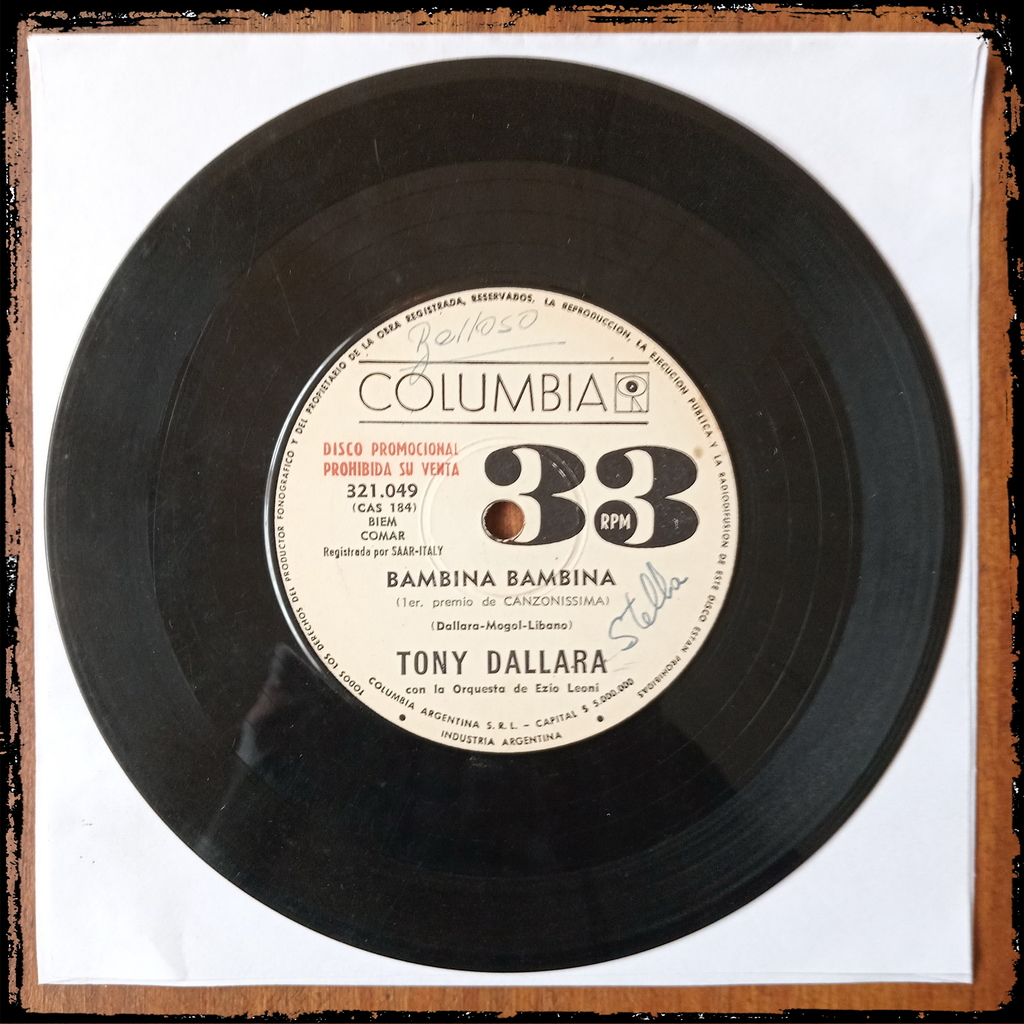 TODOS LOS DERECHOS DEL PRODUCTOR FONOGRAFICO Y DEL PROPIETARIO DE LA OBRA REGISTRADA, RESERVADOS, LA REPRODUCCION, LA EJECUCION PUBLICA Y LA RADIODIFUSION DE ESTE DISCO ESTAN PROHIBIDAS
Belloso
COLUMBIA
DISCO PROMOCIONAL
PROHIBIDA SU VENTA
33
RPM
321.049
(CAS 184)
BIEM
COMAR
Registrada por SAAR-ITALY
BAMBINA BAMBINA
(1er. premio de CANZONISSIMA)
(Dallara-Mogol-Libano)
Stella
TONY DALLARA
con la Orquesta de Ezio Leoni
COLUMBIA ARGENTINA S. R. L. - CAPITAL $ 5.000.000
INDUSTRIA ARGENTINA